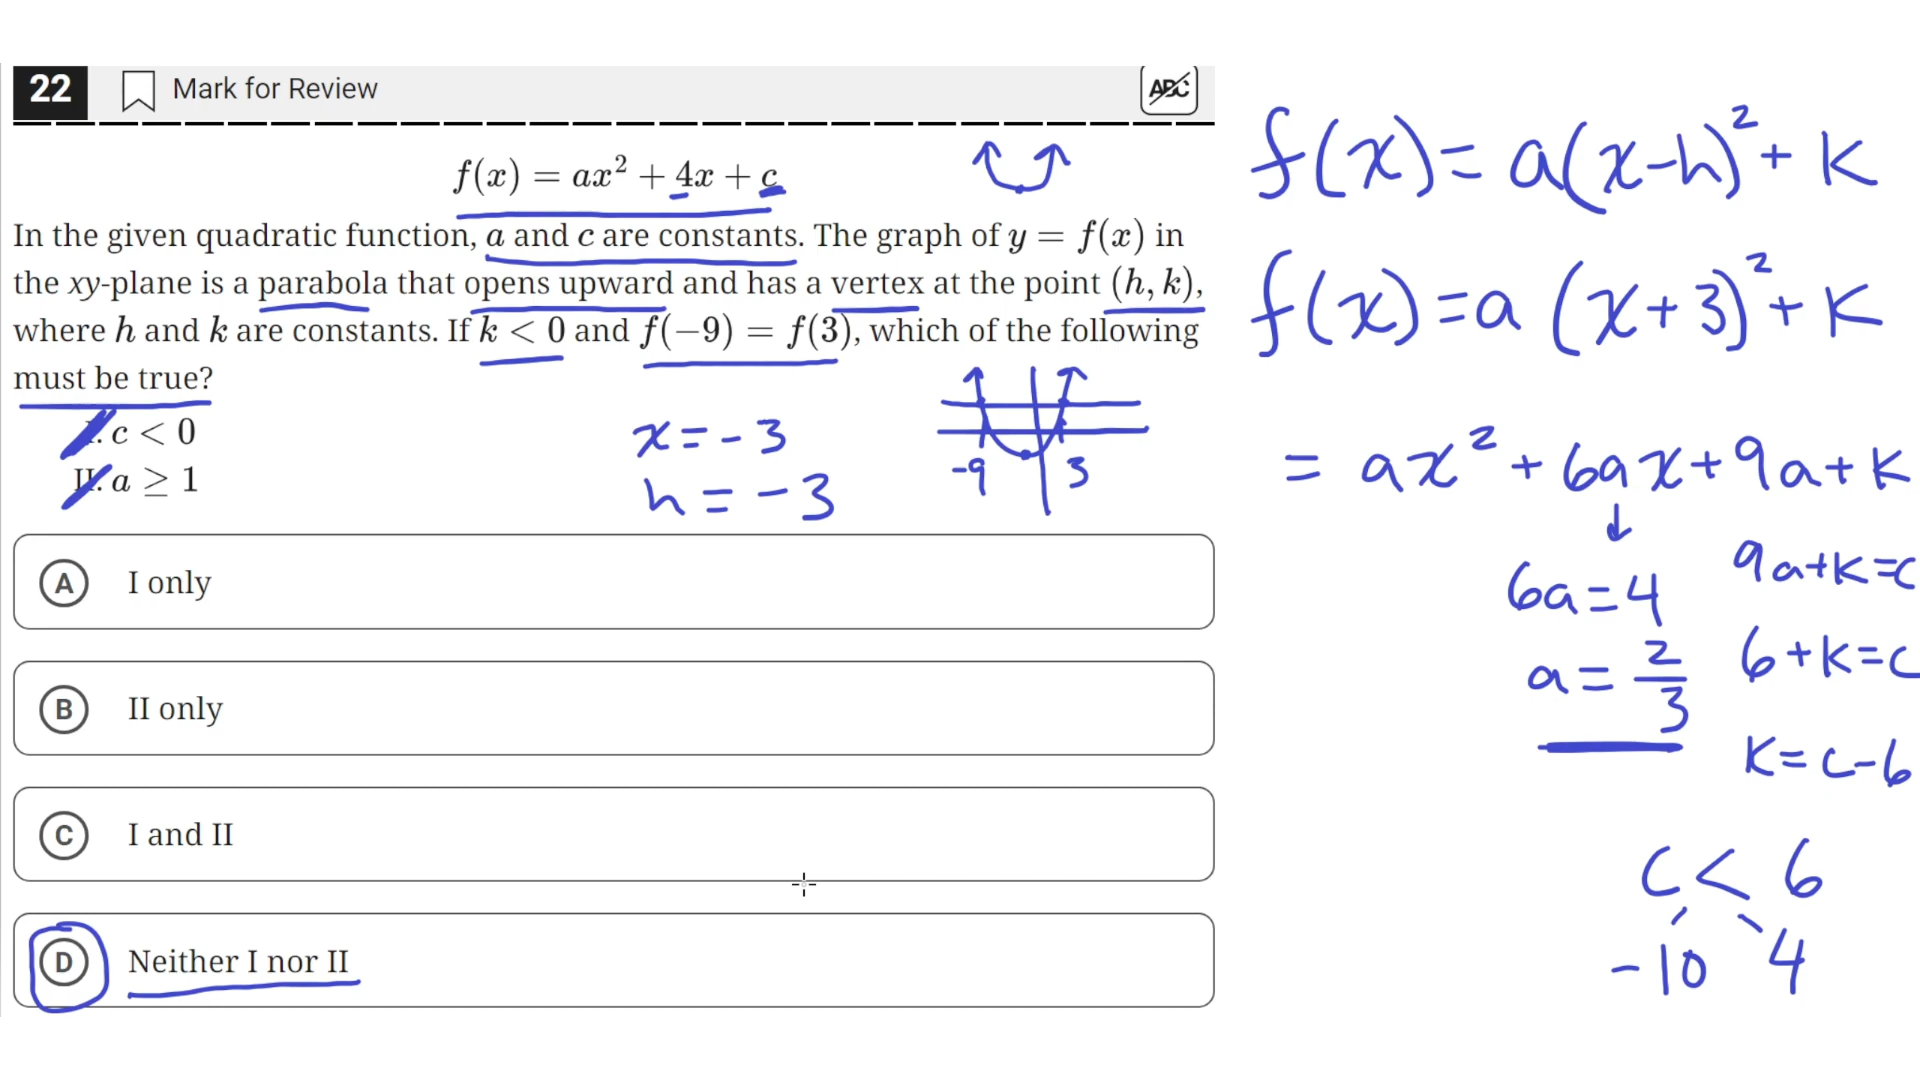 22 Mark for Review ABC
f(x) = ax² + 4x + c
In the given quadratic function, a and c are constants. The graph of y = f(x) in
the xy-plane is a parabola that opens upward and has a vertex at the point (h, k),
where h and k are constants. If k < 0 and f(−9) = f(3), which of the following
must be true?
I. c < 0
II. a ≥ 1
x = -3
h = -3
-9 3
A I only
B II only
C I and II
D Neither I nor II
f(x) = a(x-h)² + k
f(x) = a (x+3)² + k
= ax² + 6ax + 9a + k
6a = 4
a = 2/3
9a+k=c
6+k=c
k=c-6
c < 6
-10 4